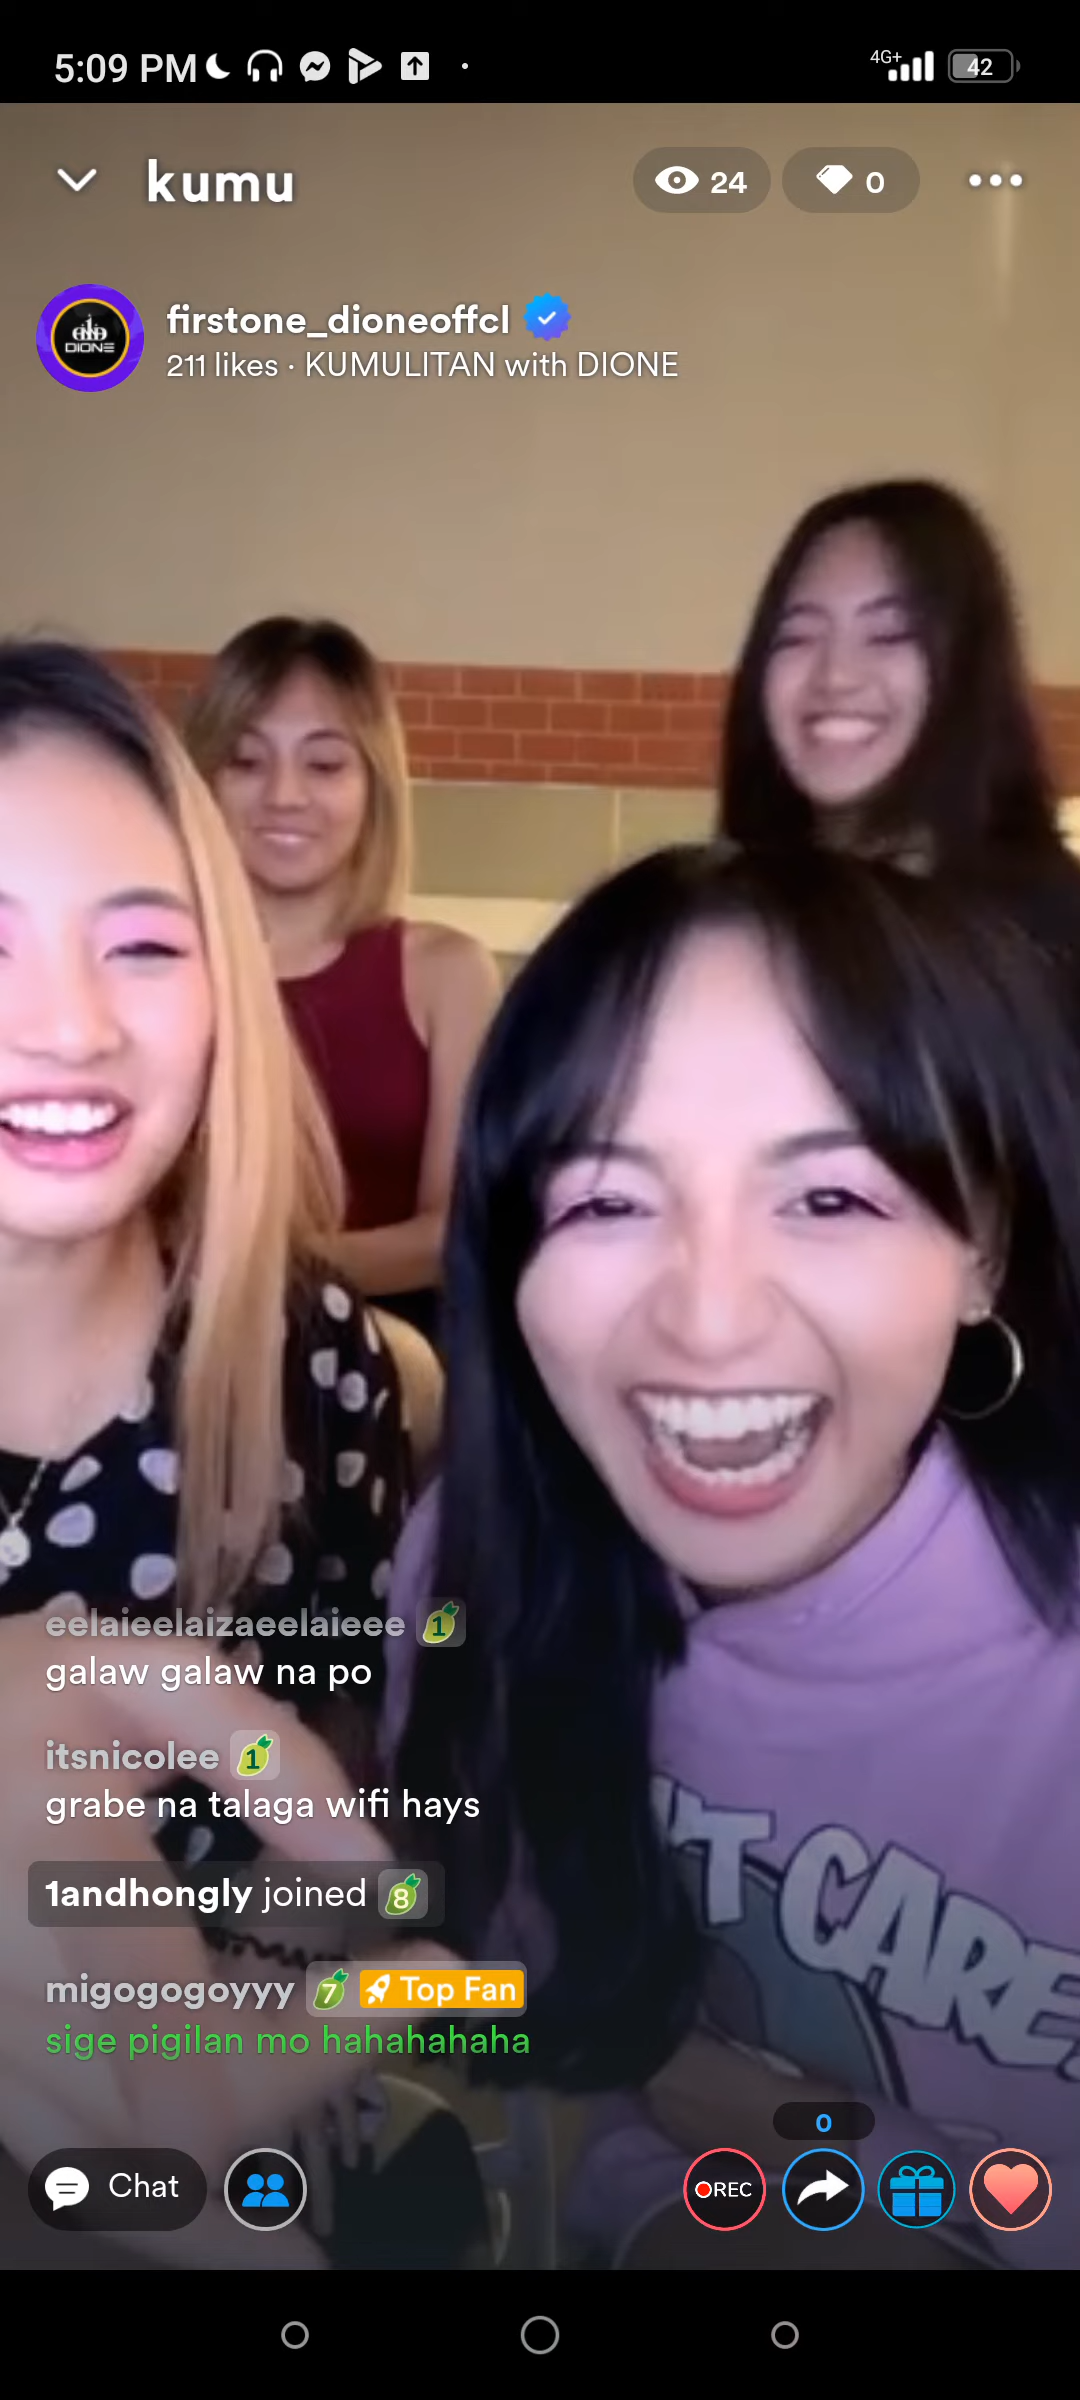 5:09 PM
4G+
42
kumu
24
0
DIONE
firstone_dioneoffcl
211 likes · KUMULITAN with DIONE
eelaieelaizaeelaieee 1
galaw galaw na po
itsnicolee 1
grabe na talaga wifi hays
1andhongly joined 8
migogogoyyy 7 Top Fan
sige pigilan mo hahahahaha
'T CARE
0
Chat
REC